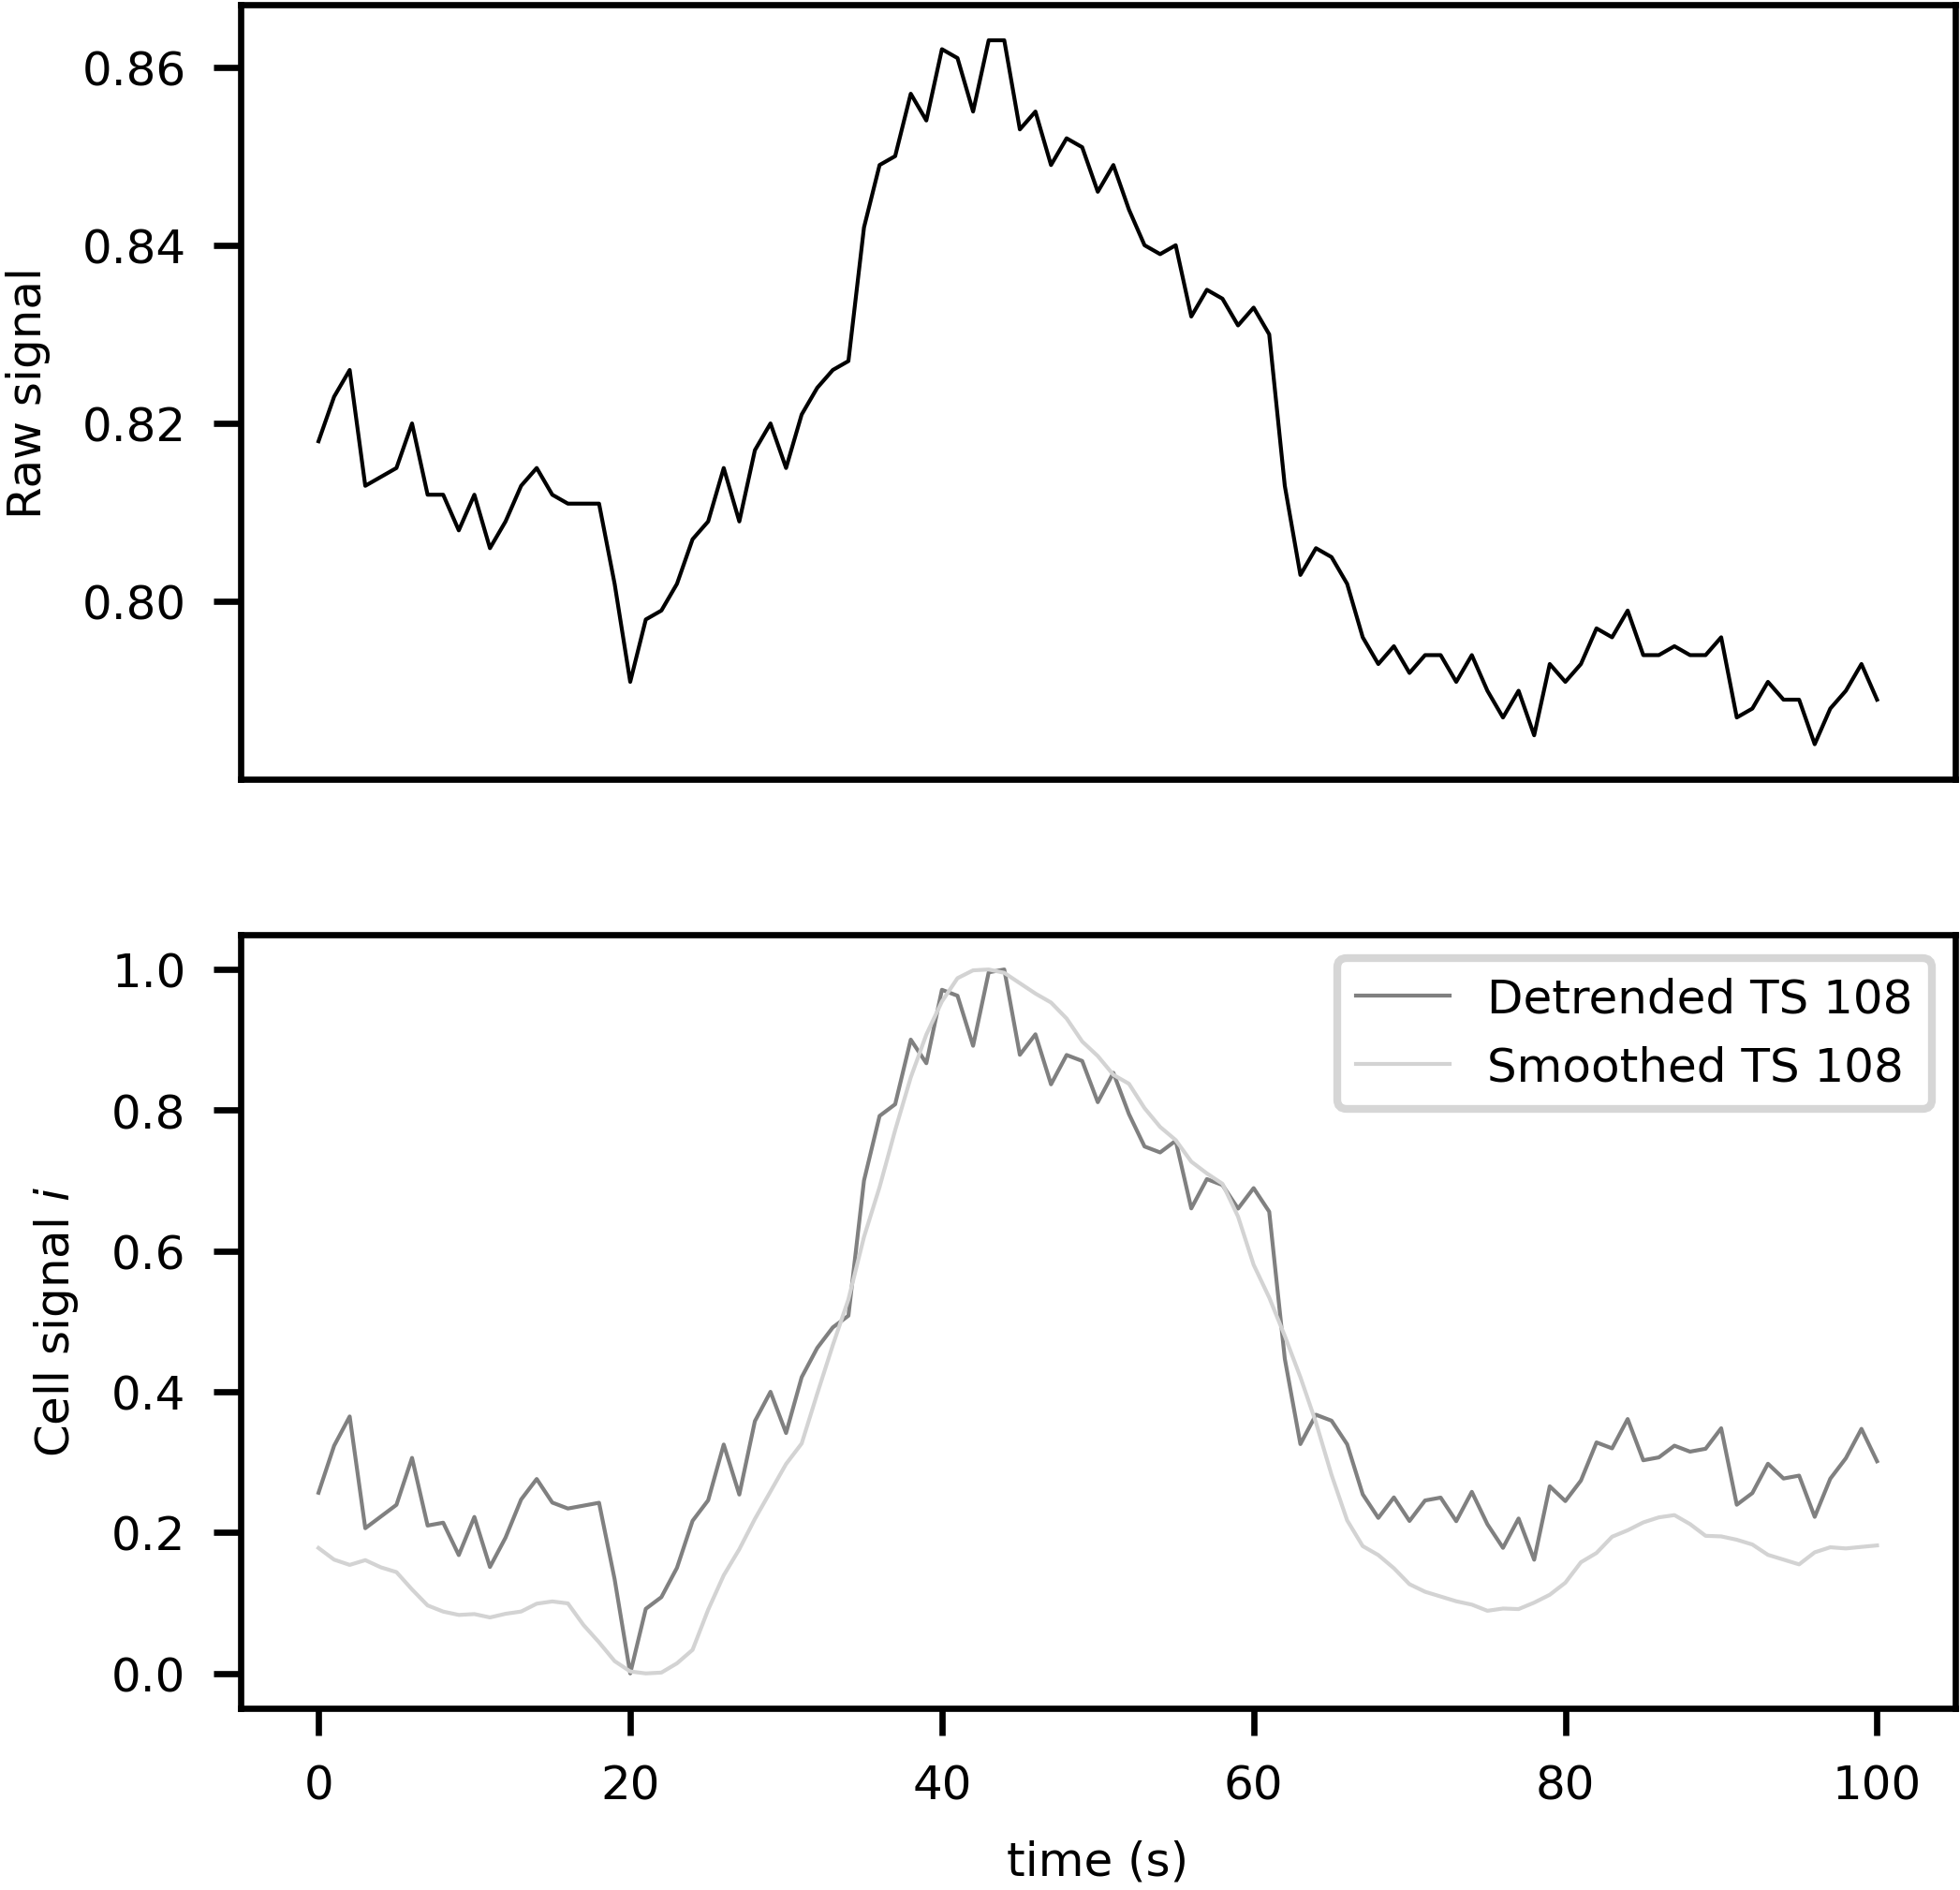 0.86
0.84
0.82
0.80
Raw signal
1.0
0.8
0.6
0.4
0.2
0.0
Cell signal i
Detrended TS 108
Smoothed TS 108
0 20 40 60 80 100
time (s)